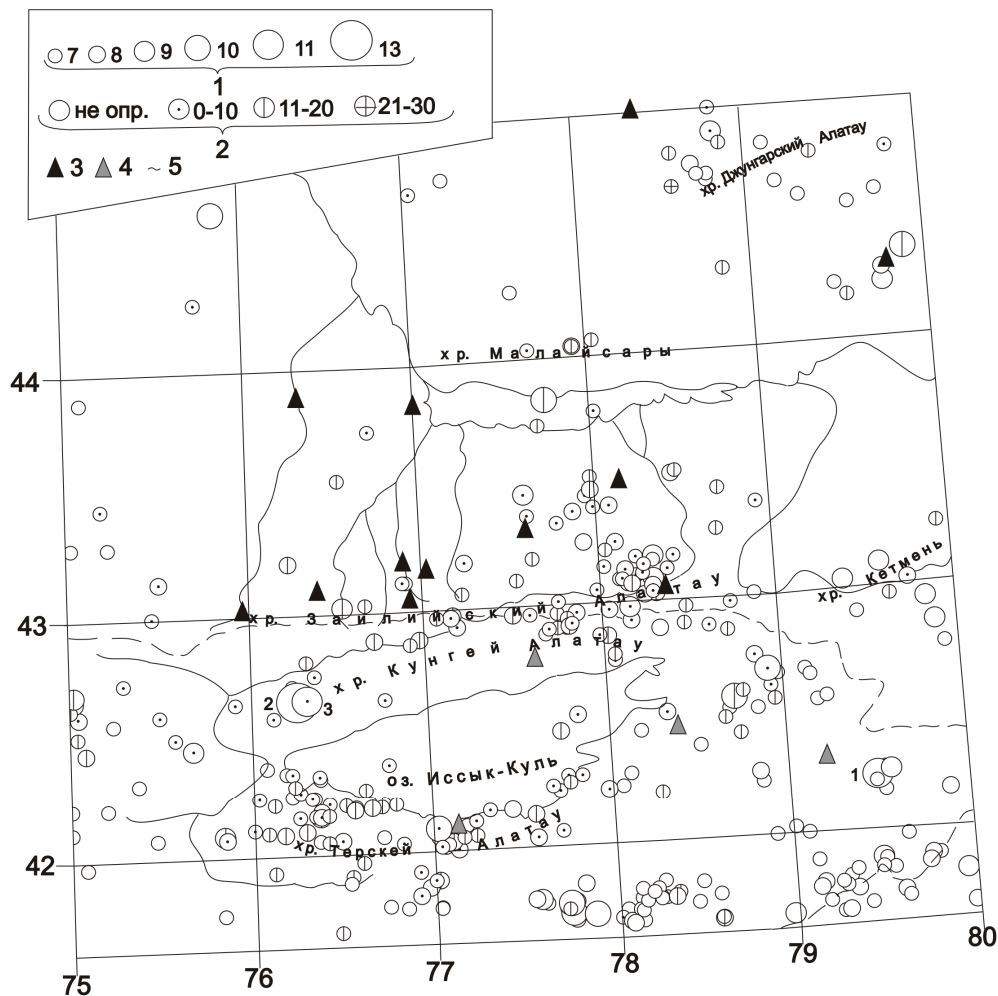 7 8 9 10 11 13
1
не опр. 0-10 11-20 21-30
2
3 4 ~ 5
хр. Джунгарский Алатау
хр. Малайсары
44
хр. Кетмень
хр. Заилийский Алатау
43
хр. Кунгей Алатау
2 3
оз. Иссык-Куль
1
хр. Терскей Алатау
42
75 76 77 78 79 80